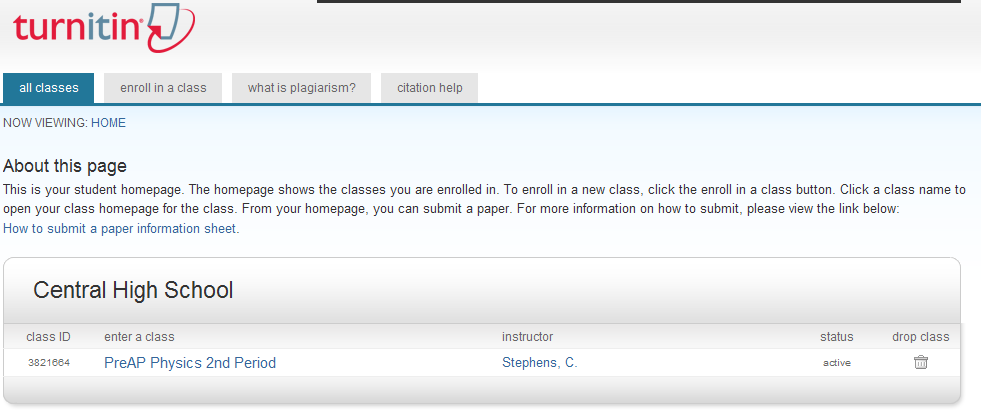 turnitin
all classes enroll in a class what is plagiarism? citation help
NOW VIEWING: HOME
About this page
This is your student homepage. The homepage shows the classes you are enrolled in. To enroll in a new class, click the enroll in a class button. Click a class name to
open your class homepage for the class. From your homepage, you can submit a paper. For more information on how to submit, please view the link below:
How to submit a paper information sheet.
Central High School
class ID enter a class instructor status drop class
3821664 PreAP Physics 2nd Period Stephens, C. active